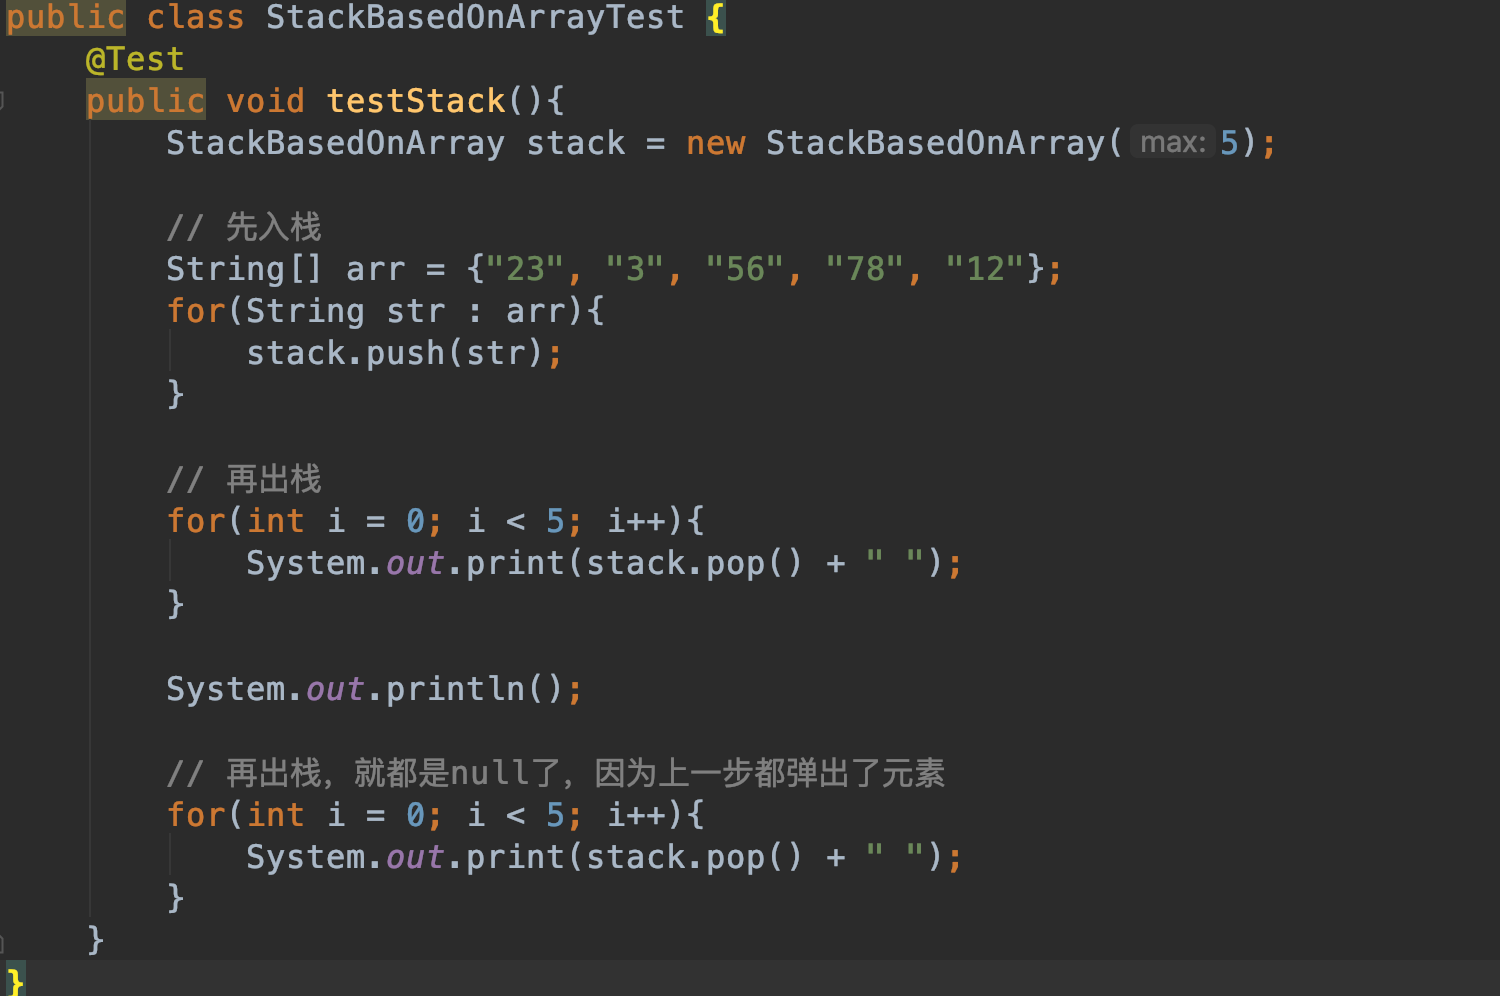 public class StackBasedOnArrayTest {
@Test
public void testStack(){
StackBasedOnArray stack = new StackBasedOnArray( max: 5);
// 先入栈
String[] arr = {"23", "3", "56", "78", "12"};
for(String str : arr){
stack.push(str);
}
// 再出栈
for(int i = 0; i < 5; i++){
System.out.print(stack.pop() + " ");
}
System.out.println();
// 再出栈，就都是null了，因为上一步都弹出了元素
for(int i = 0; i < 5; i++){
System.out.print(stack.pop() + " ");
}
}
}